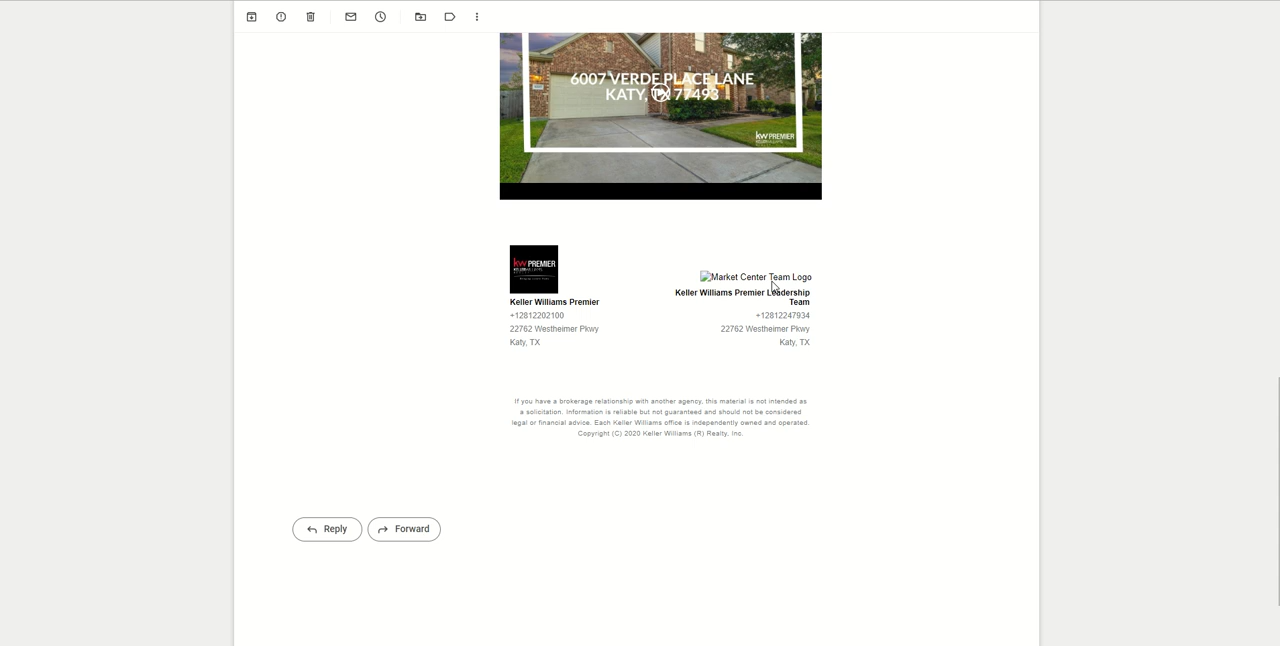 6007 VERDE PLACE LANE
KATY, TX 77493
kw PREMIER
kw PREMIER
Market Center Team Logo
Keller Williams Premier
+12812202100
22762 Westheimer Pkwy
Katy, TX
Keller Williams Premier Leadership
Team
+12812247934
22762 Westheimer Pkwy
Katy, TX
If you have a brokerage relationship with another agency, this material is not intended as
a solicitation. Information is reliable but not guaranteed and should not be considered
legal or financial advice. Each Keller Williams office is independently owned and operated.
Copyright (C) 2020 Keller Williams (R) Realty, Inc.
Reply
Forward